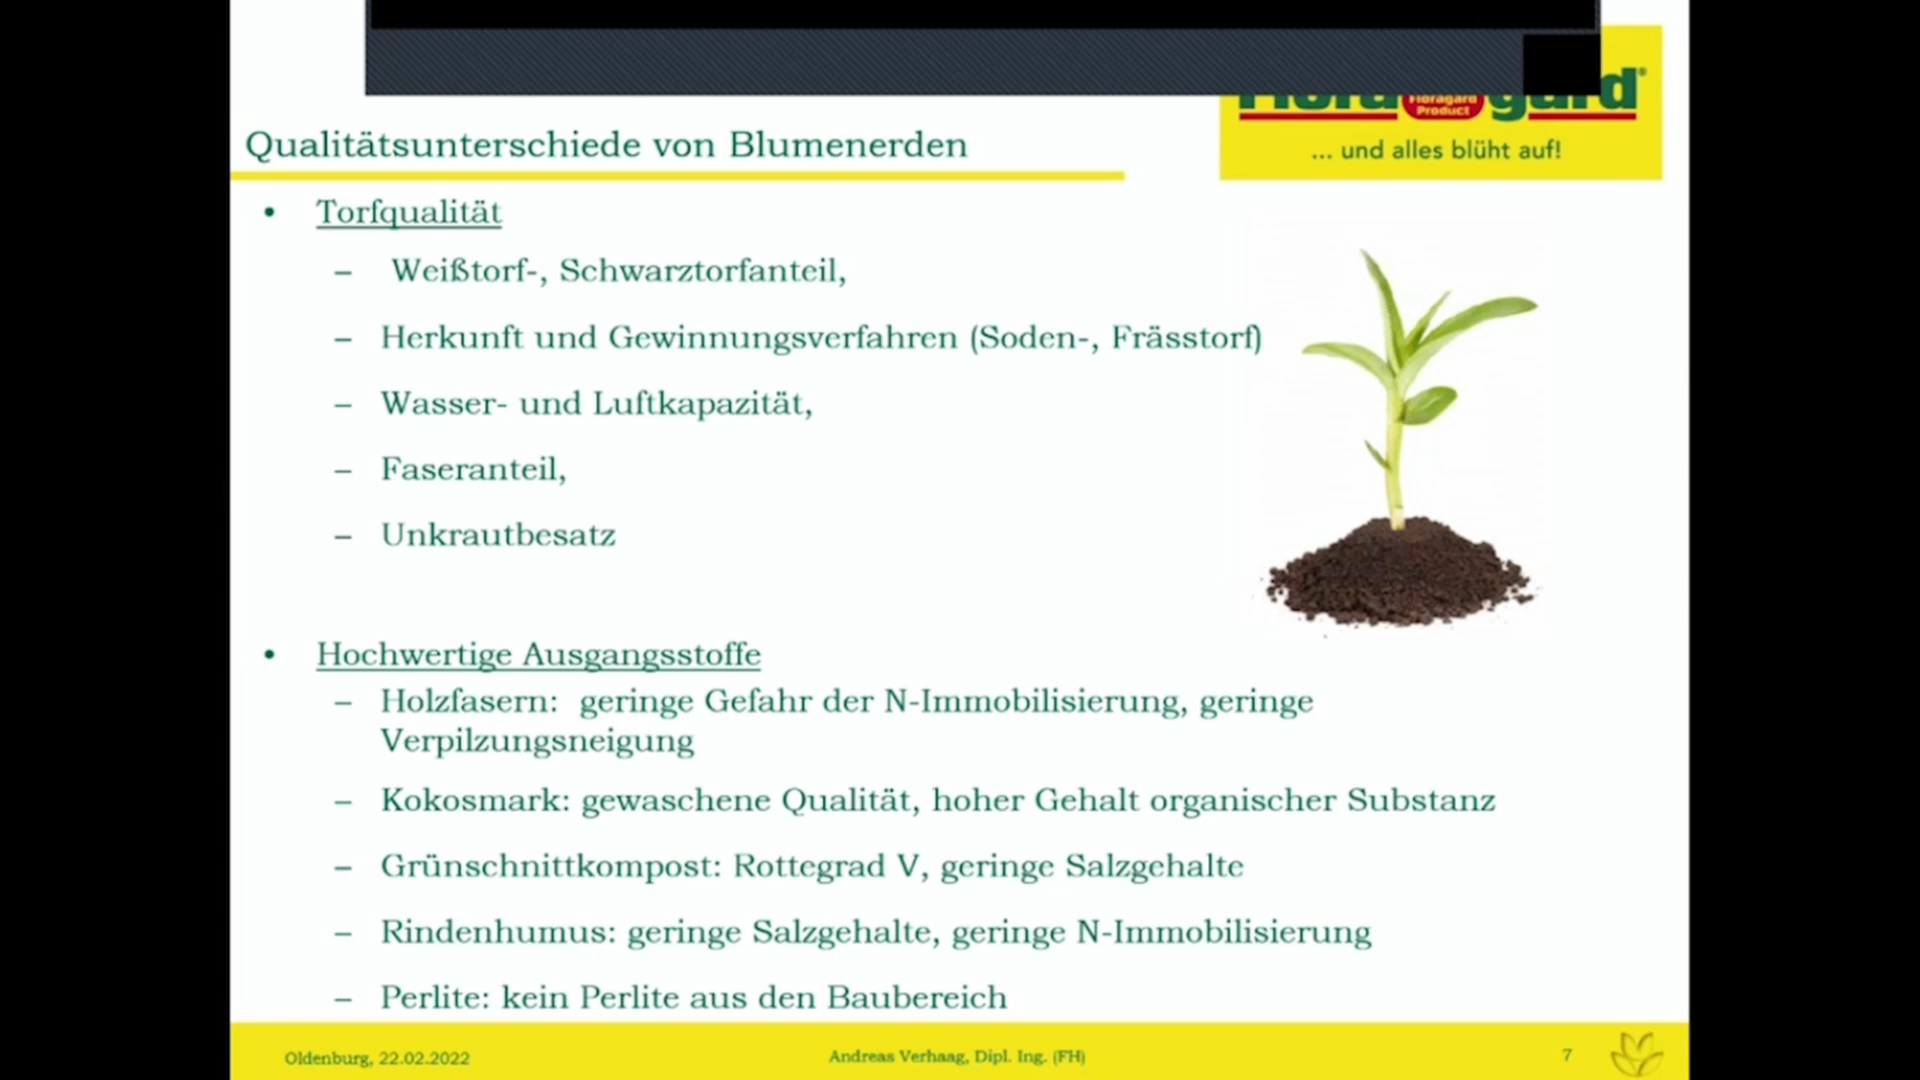 Floragard
Product
... und alles blüht auf!
Qualitätsunterschiede von Blumenerden
• Torfqualität
– Weißtorf-, Schwarztorfanteil,
– Herkunft und Gewinnungsverfahren (Soden-, Frässtorf)
– Wasser- und Luftkapazität,
– Faseranteil,
– Unkrautbesatz
• Hochwertige Ausgangsstoffe
– Holzfasern: geringe Gefahr der N-Immobilisierung, geringe
Verpilzungsneigung
– Kokosmark: gewaschene Qualität, hoher Gehalt organischer Substanz
– Grünschnittkompost: Rottegrad V, geringe Salzgehalte
– Rindenhumus: geringe Salzgehalte, geringe N-Immobilisierung
– Perlite: kein Perlite aus den Baubereich
Oldenburg, 22.02.2022
Andreas Verhaag, Dipl. Ing. (FH)
7